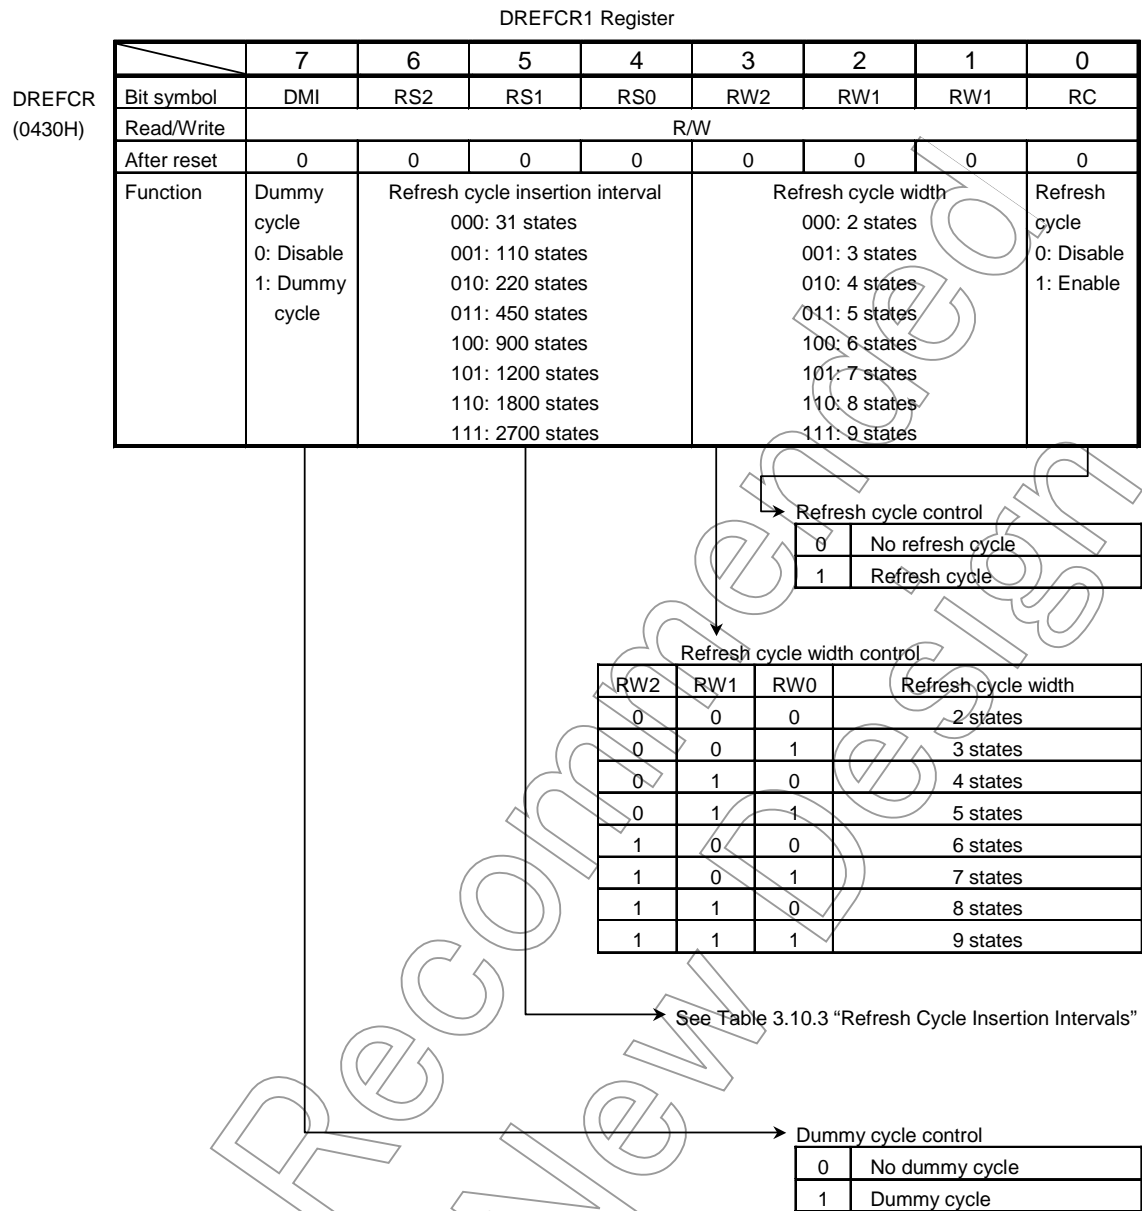 DREFCR1 Register
7 6 5 4 3 2 1 0
DREFCR Bit symbol DMI RS2 RS1 RS0 RW2 RW1 RW1 RC
(0430H) Read/Write R/W
After reset 0 0 0 0 0 0 0 0
Function Dummy Refresh cycle insertion interval Refresh cycle width Refresh
cycle 000: 31 states 000: 2 states cycle
0: Disable 001: 110 states 001: 3 states 0: Disable
1: Dummy 010: 220 states 010: 4 states 1: Enable
cycle 011: 450 states 011: 5 states
100: 900 states 100: 6 states
101: 1200 states 101: 7 states
110: 1800 states 110: 8 states
111: 2700 states 111: 9 states
Refresh cycle control
0 No refresh cycle
1 Refresh cycle
Refresh cycle width control
RW2 RW1 RW0 Refresh cycle width
0 0 0 2 states
0 0 1 3 states
0 1 0 4 states
0 1 1 5 states
1 0 0 6 states
1 0 1 7 states
1 1 0 8 states
1 1 1 9 states
See Table 3.10.3 “Refresh Cycle Insertion Intervals”
Dummy cycle control
0 No dummy cycle
1 Dummy cycle
Recommended
New Design